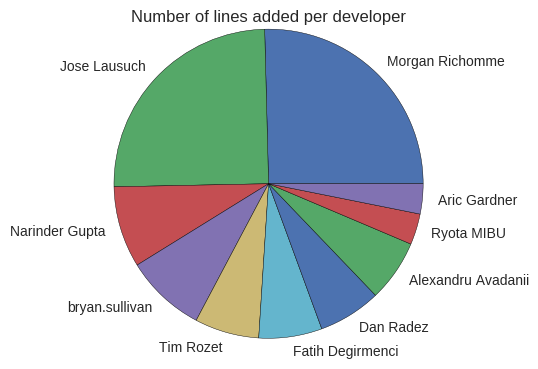 Number of lines added per developer
Morgan Richomme
Jose Lausuch
Narinder Gupta
bryan.sullivan
Tim Rozet
Fatih Degirmenci
Dan Radez
Alexandru Avadanii
Ryota MIBU
Aric Gardner